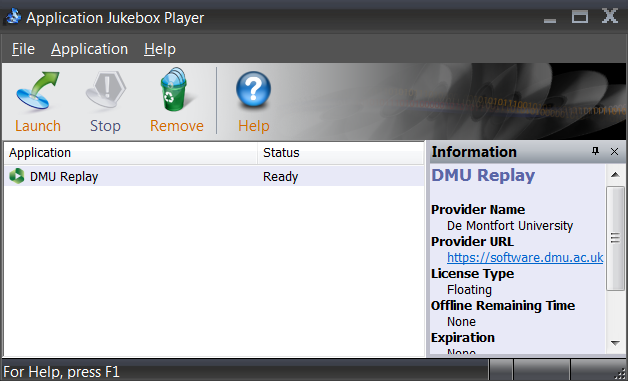 Application Jukebox Player
File Application Help
Launch Stop Remove Help
Application Status
DMU Replay Ready
Information
DMU Replay
Provider Name
De Montfort University
Provider URL
https://software.dmu.ac.uk
License Type
Floating
Offline Remaining Time
None
Expiration
None
For Help, press F1